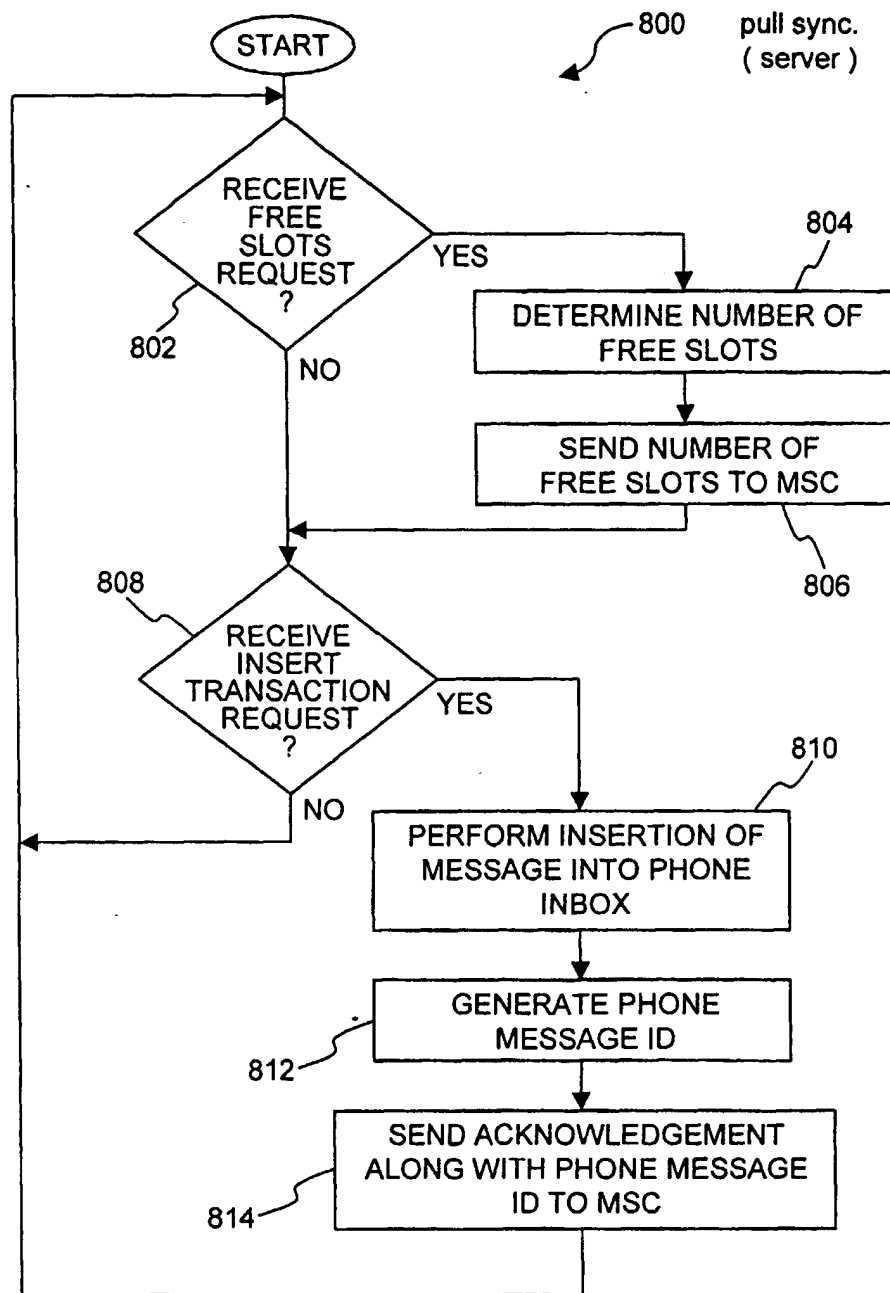 START
800
pull sync.
( server )
RECEIVE
FREE
SLOTS
REQUEST
?
802
YES
NO
804
DETERMINE NUMBER OF
FREE SLOTS
SEND NUMBER OF
FREE SLOTS TO MSC
806
808
RECEIVE
INSERT
TRANSACTION
REQUEST
?
YES
NO
810
PERFORM INSERTION OF
MESSAGE INTO PHONE
INBOX
GENERATE PHONE
MESSAGE ID
812
SEND ACKNOWLEDGEMENT
ALONG WITH PHONE MESSAGE
ID TO MSC
814